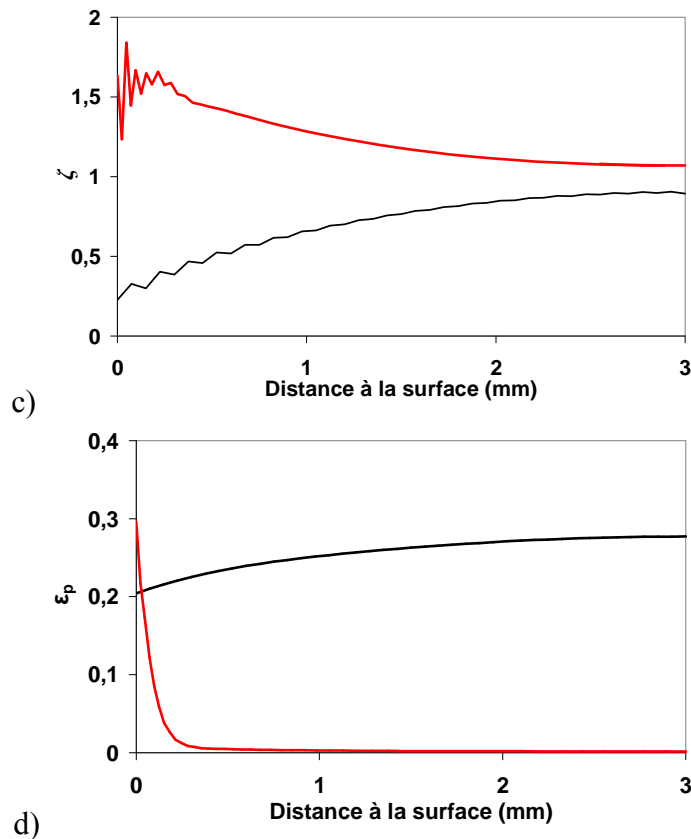 2
1,5
ζ
1
0,5
0
0 1 2 3
Distance à la surface (mm)
c)
0,4
0,3
εp
0,2
0,1
0
0 1 2 3
Distance à la surface (mm)
d)